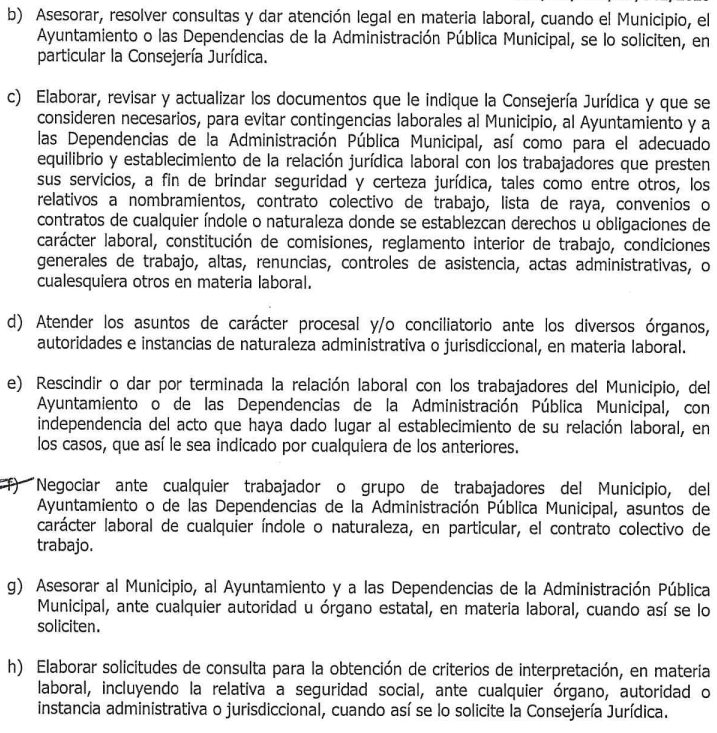 b) Asesorar, resolver consultas y dar atención legal en materia laboral, cuando el Municipio, el
Ayuntamiento o las Dependencias de la Administración Pública Municipal, se lo soliciten, en
particular la Consejería Jurídica.
c) Elaborar, revisar y actualizar los documentos que le indique la Consejería Jurídica y que se
consideren necesarios, para evitar contingencias laborales al Municipio, al Ayuntamiento y a
las Dependencias de la Administración Pública Municipal, así como para el adecuado
equilibrio y establecimiento de la relación jurídica laboral con los trabajadores que presten
sus servicios, a fin de brindar seguridad y certeza jurídica, tales como entre otros, los
relativos a nombramientos, contrato colectivo de trabajo, lista de raya, convenios o
contratos de cualquier índole o naturaleza donde se establezcan derechos u obligaciones de
carácter laboral, constitución de comisiones, reglamento interior de trabajo, condiciones
generales de trabajo, altas, renuncias, controles de asistencia, actas administrativas, o
cualesquiera otros en materia laboral.
d) Atender los asuntos de carácter procesal y/o conciliatorio ante los diversos órganos,
autoridades e instancias de naturaleza administrativa o jurisdiccional, en materia laboral.
e) Rescindir o dar por terminada la relación laboral con los trabajadores del Municipio, del
Ayuntamiento o de las Dependencias de la Administración Pública Municipal, con
independencia del acto que haya dado lugar al establecimiento de su relación laboral, en
los casos, que así le sea indicado por cualquiera de los anteriores.
f) Negociar ante cualquier trabajador o grupo de trabajadores del Municipio, del
Ayuntamiento o de las Dependencias de la Administración Pública Municipal, asuntos de
carácter laboral de cualquier índole o naturaleza, en particular, el contrato colectivo de
trabajo.
g) Asesorar al Municipio, al Ayuntamiento y a las Dependencias de la Administración Pública
Municipal, ante cualquier autoridad u órgano estatal, en materia laboral, cuando así se lo
soliciten.
h) Elaborar solicitudes de consulta para la obtención de criterios de interpretación, en materia
laboral, incluyendo la relativa a seguridad social, ante cualquier órgano, autoridad o
instancia administrativa o jurisdiccional, cuando así se lo solicite la Consejería Jurídica.